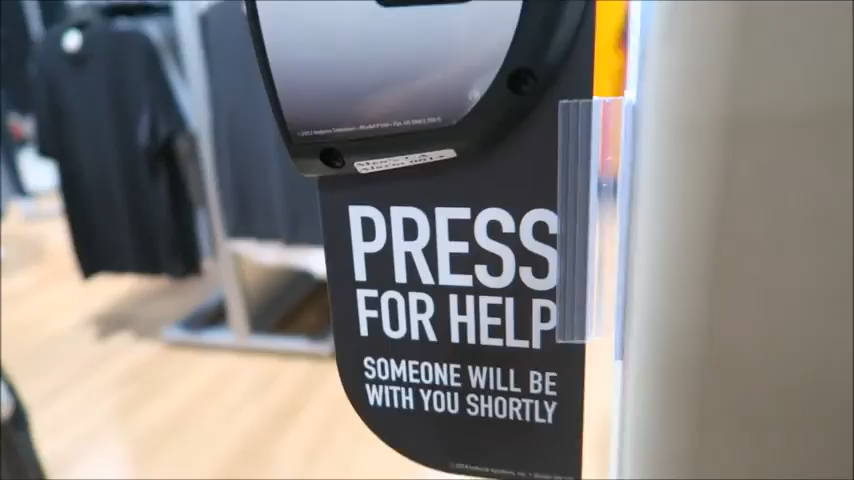 PRESS
FOR HELP
SOMEONE WILL BE
WITH YOU SHORTLY